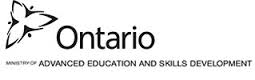 Ontario
MINISTRY OF ADVANCED EDUCATION AND SKILLS DEVELOPMENT